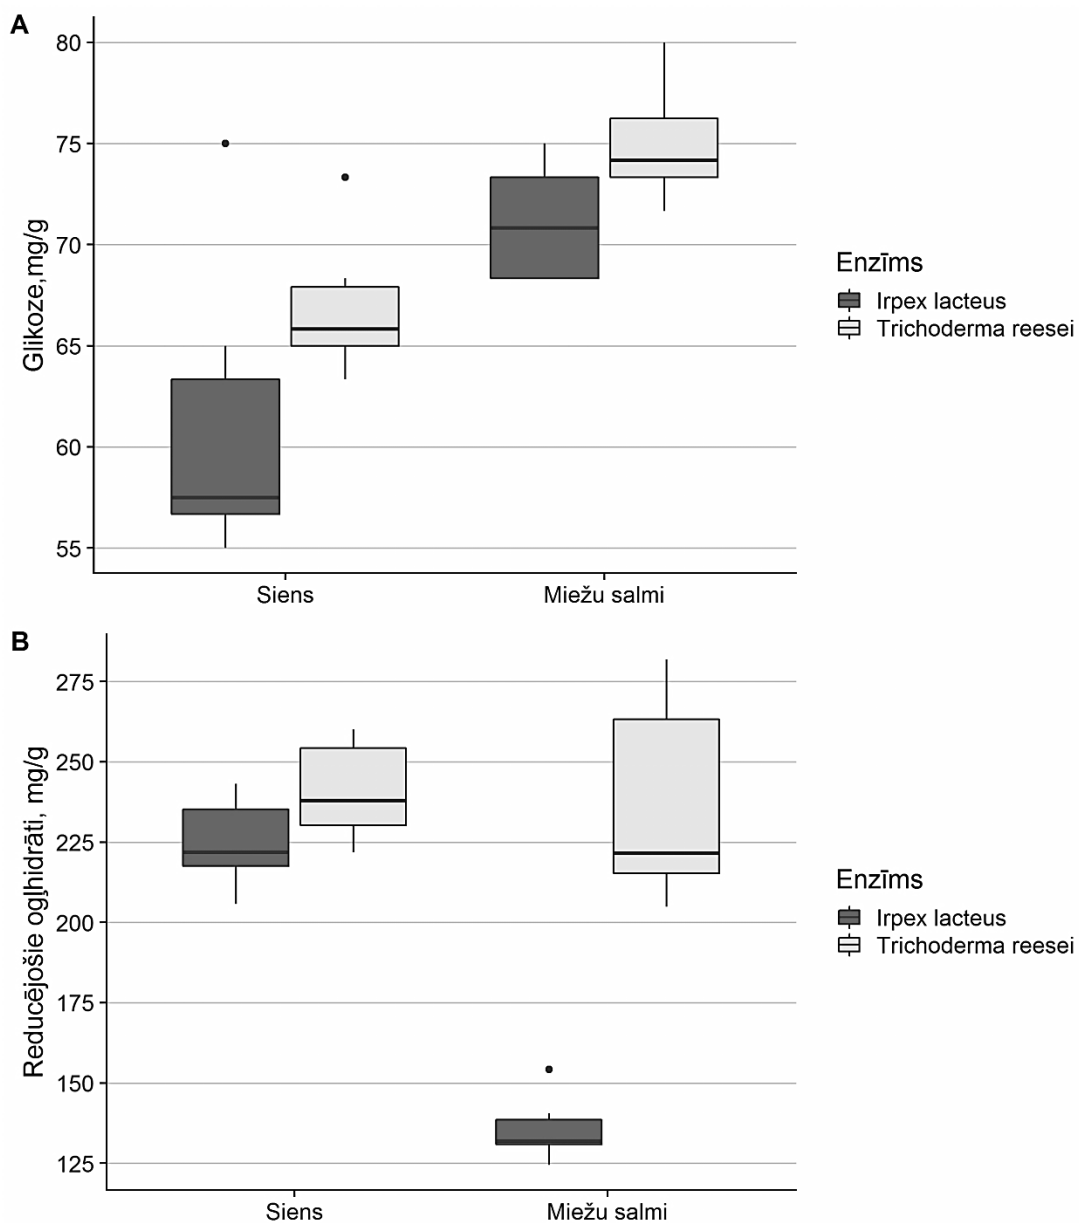 A
80
75
70
65
60
55
Glikoze,mg/g
Siens
Miežu salmi
Enzīms
Irpex lacteus
Trichoderma reesei
B
275
250
225
200
175
150
125
Reducējošie ogļhidrāti, mg/g
Siens
Miežu salmi
Enzīms
Irpex lacteus
Trichoderma reesei